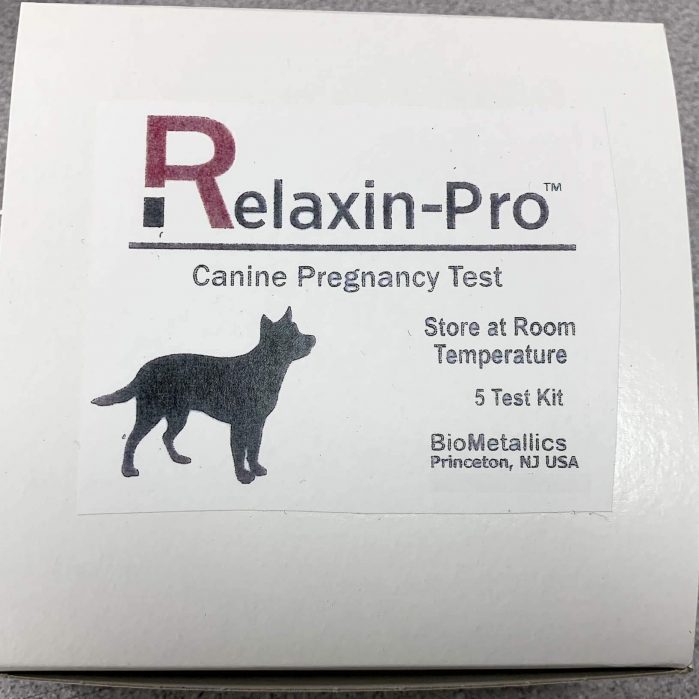 Relaxin-Pro™
Canine Pregnancy Test
Store at Room
Temperature
5 Test Kit
BioMetallics
Princeton, NJ USA